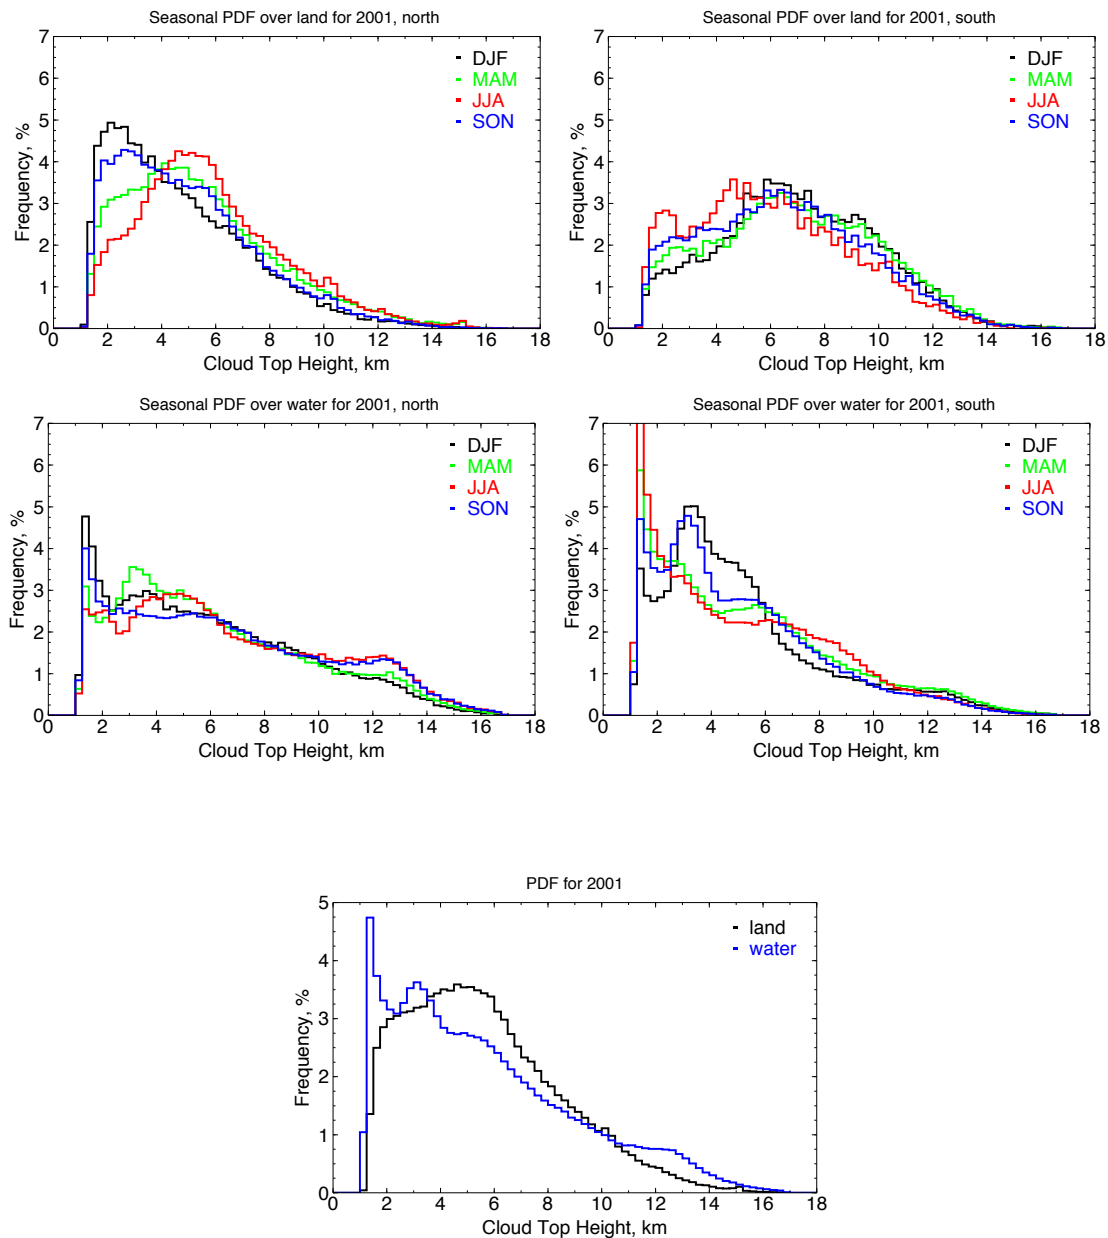 Seasonal PDF over land for 2001, north
7
6
5
4
3
2
1
0
Frequency, %
DJF
MAM
JJA
SON
0 2 4 6 8 10 12 14 16 18
Cloud Top Height, km
Seasonal PDF over land for 2001, south
7
6
5
4
3
2
1
0
Frequency, %
DJF
MAM
JJA
SON
0 2 4 6 8 10 12 14 16 18
Cloud Top Height, km
Seasonal PDF over water for 2001, north
7
6
5
4
3
2
1
0
Frequency, %
DJF
MAM
JJA
SON
0 2 4 6 8 10 12 14 16 18
Cloud Top Height, km
Seasonal PDF over water for 2001, south
7
6
5
4
3
2
1
0
Frequency, %
DJF
MAM
JJA
SON
0 2 4 6 8 10 12 14 16 18
Cloud Top Height, km
PDF for 2001
5
4
3
2
1
0
Frequency, %
land
water
0 2 4 6 8 10 12 14 16 18
Cloud Top Height, km